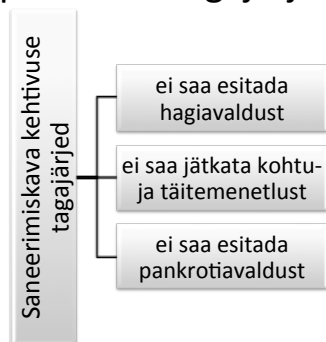 Saneerimiskava kehtivuse
tagajärjed
ei saa esitada
hagiavaldust
ei saa jätkata kohtu-
ja täitemenetlust
ei saa esitada
pankrotiavaldust